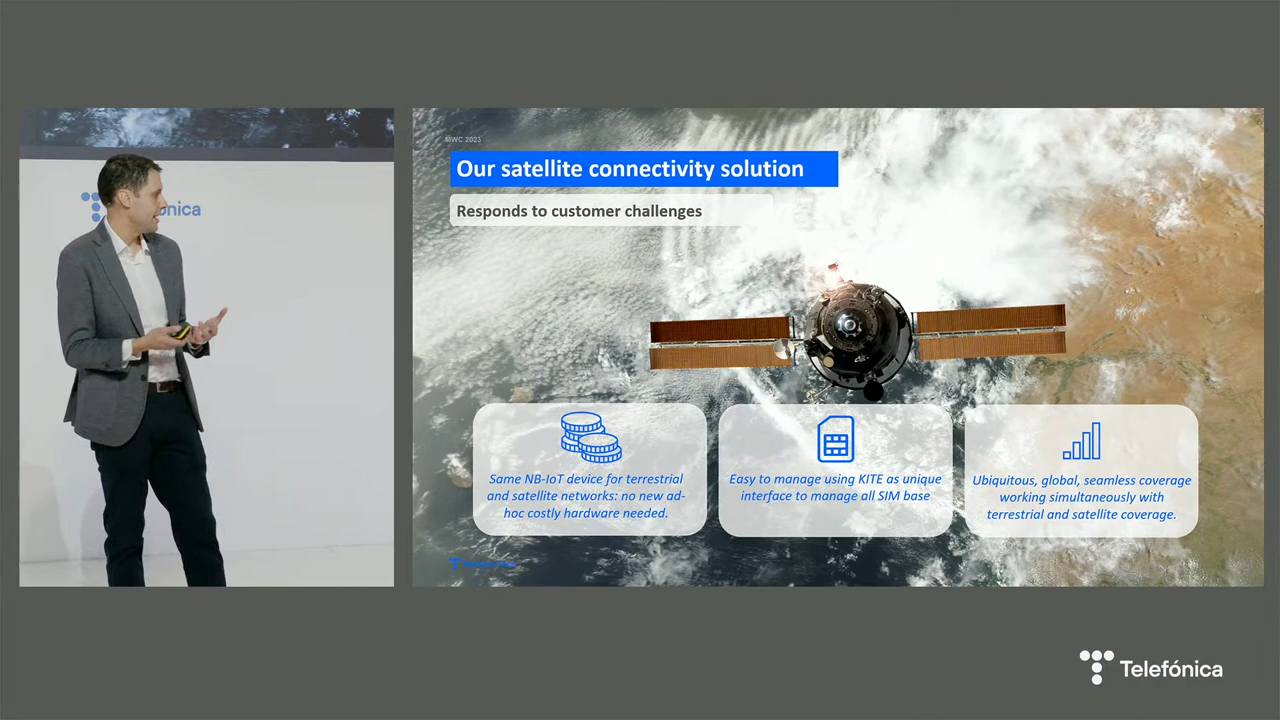 MWC 2023
Our satellite connectivity solution
Responds to customer challenges
Same NB-IoT device for terrestrial
and satellite networks: no new ad-
hoc costly hardware needed.
Easy to manage using KITE as unique
interface to manage all SIM base
Ubiquitous, global, seamless coverage
working simultaneously with
terrestrial and satellite coverage.
Telefónica